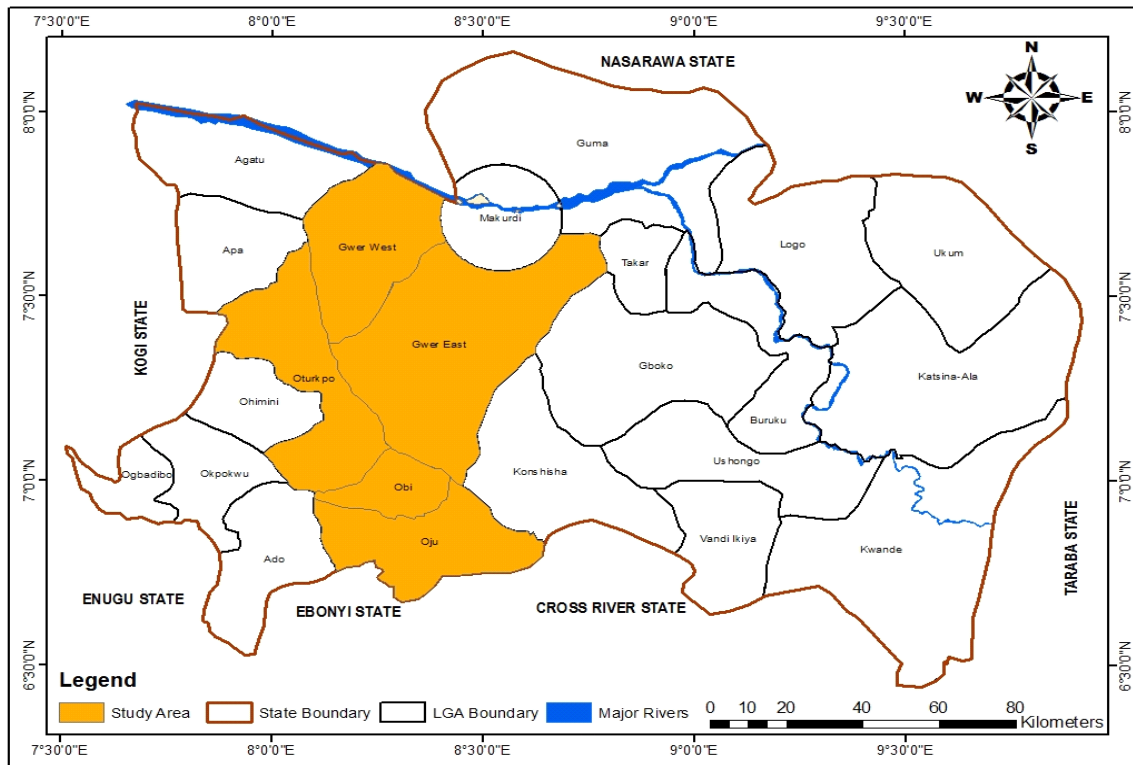 7°30'0"E 8°0'0"E 8°30'0"E 9°0'0"E 9°30'0"E
NASARAWA STATE
N
W E
S
8°0'0"N 8°0'0"N
Guma
Agatu
Makurdi
Gwer West
Logo
Apa
Takar
Ukum
7°30'0"N 7°30'0"N
KOGI STATE
Gwer East
Gboko
Oturkpo
Katsina-Ala
Ohimini
Buruku
Ushongo
Ogbadibo
Okpokwu
Konshisha
7°0'0"N 7°0'0"N
Obi
Oju
Vandi Ikiya
Kwande
Ado
TARABA STATE
ENUGU STATE
EBONYI STATE
CROSS RIVER STATE
6°30'0"N 6°30'0"N
Legend
Study Area State Boundary LGA Boundary Major Rivers
0 10 20 40 60 80
Kilometers
7°30'0"E 8°0'0"E 8°30'0"E 9°0'0"E 9°30'0"E